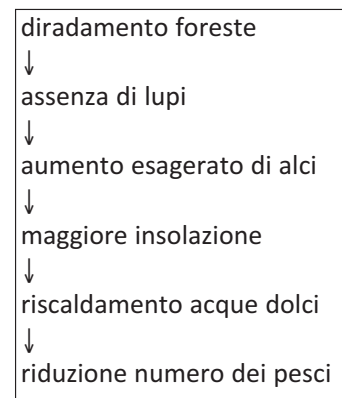 diradamento foreste
↓
assenza di lupi
↓
aumento esagerato di alci
↓
maggiore insolazione
↓
riscaldamento acque dolci
↓
riduzione numero dei pesci